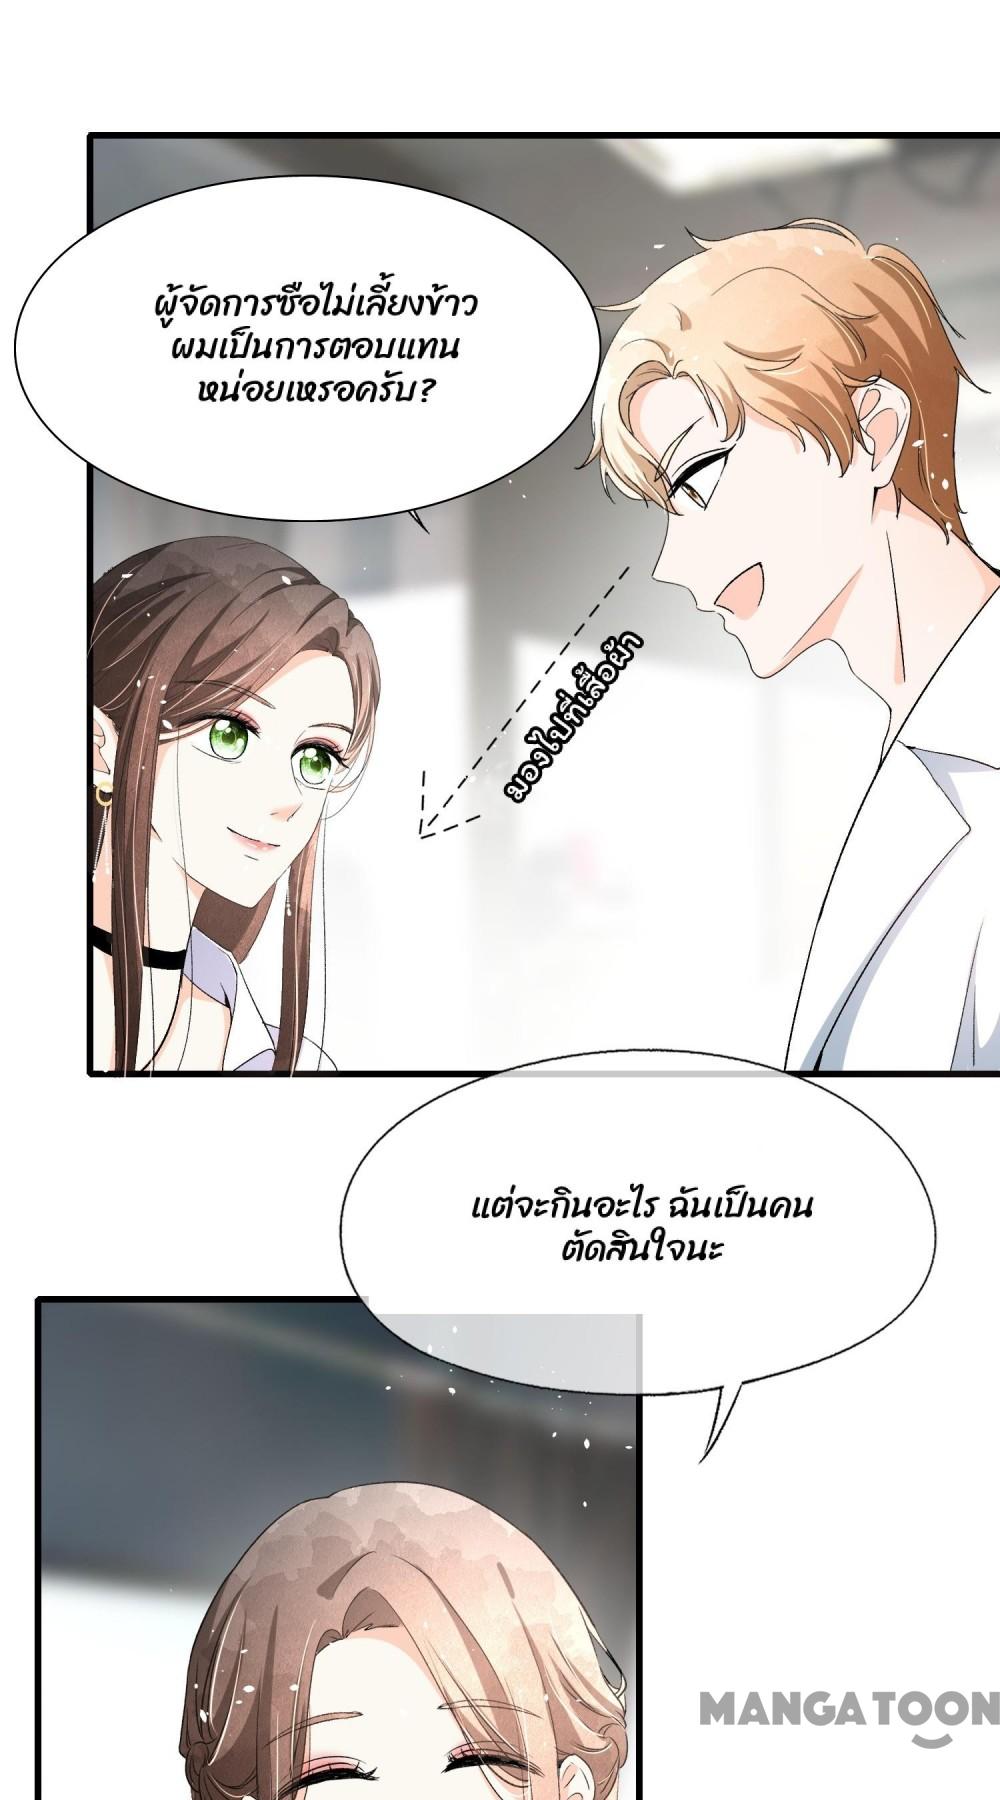 ผู้จัดการซือไม่เลี้ยงข้าว
ผมเป็นการตอบแทน
หน่อยเหรอครับ?
มองไปที่เสื้อผ้า
แต่จะกินอะไร ฉันเป็นคน
ตัดสินใจนะ
MANGATOON